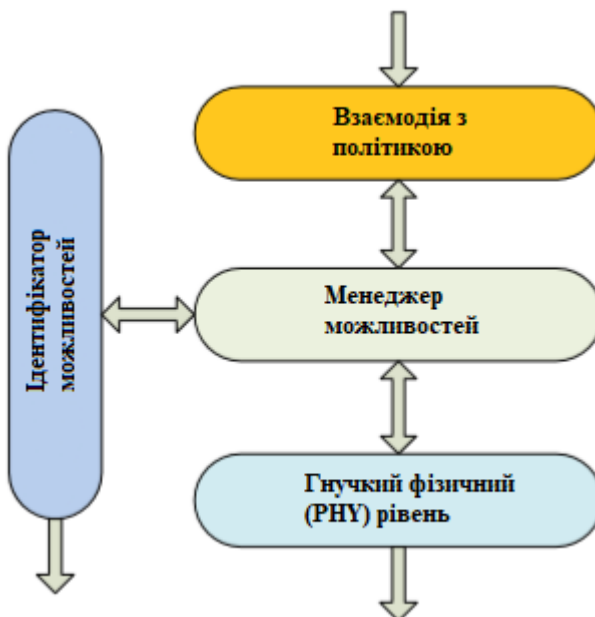 Взаємодія з
політикою
Ідентифікатор
можливостей
Менеджер
можливостей
Гнучкий фізичний
(PHY) рівень